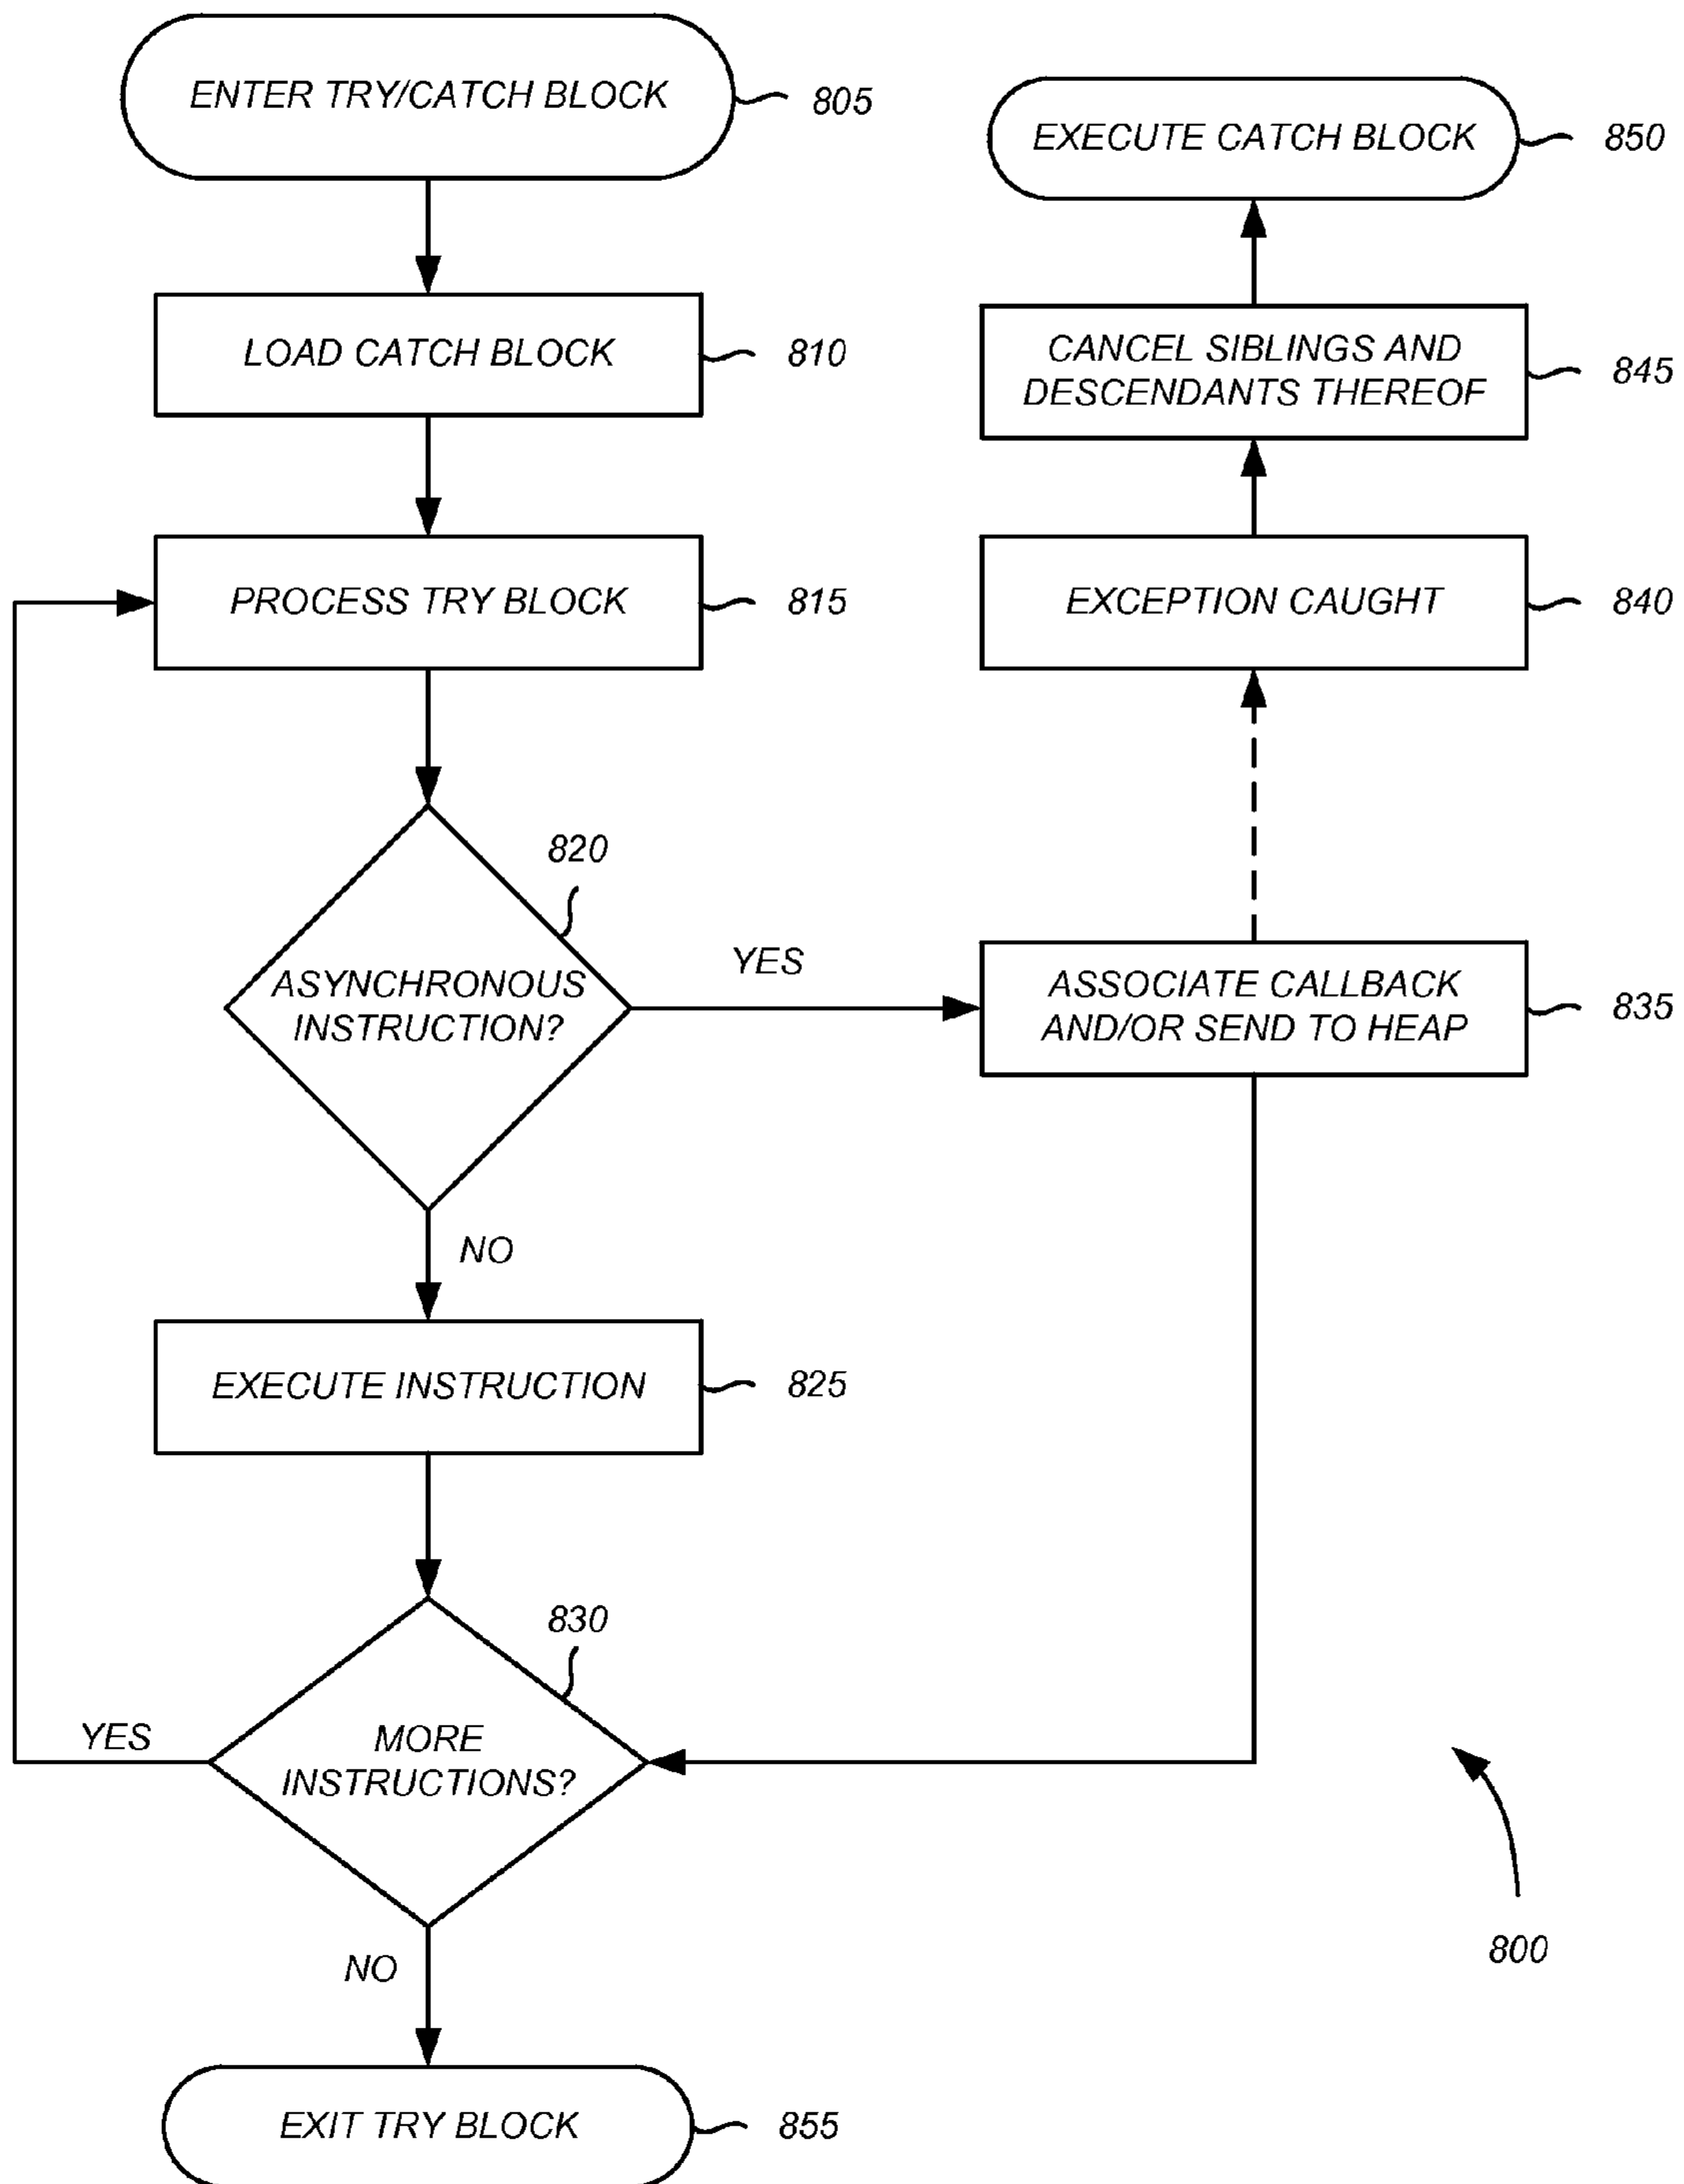 ENTER TRY/CATCH BLOCK
805
LOAD CATCH BLOCK
810
PROCESS TRY BLOCK
815
820
ASYNCHRONOUS
INSTRUCTION?
YES
NO
EXECUTE INSTRUCTION
825
830
MORE
INSTRUCTIONS?
YES
NO
EXIT TRY BLOCK
855
EXECUTE CATCH BLOCK
850
CANCEL SIBLINGS AND
DESCENDANTS THEREOF
845
EXCEPTION CAUGHT
840
ASSOCIATE CALLBACK
AND/OR SEND TO HEAP
835
800